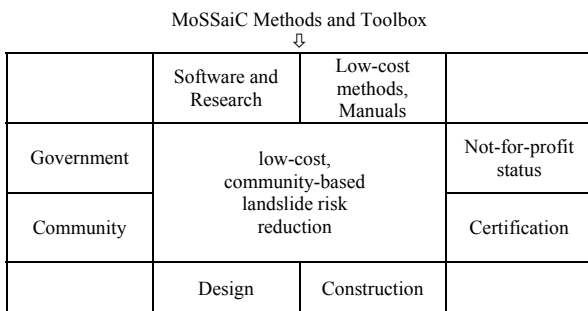 MoSSaiC Methods and Toolbox
⇩
Software and
Research
Low-cost
methods,
Manuals
Government
low-cost,
community-based
landslide risk
reduction
Not-for-profit
status
Community
Certification
Design
Construction